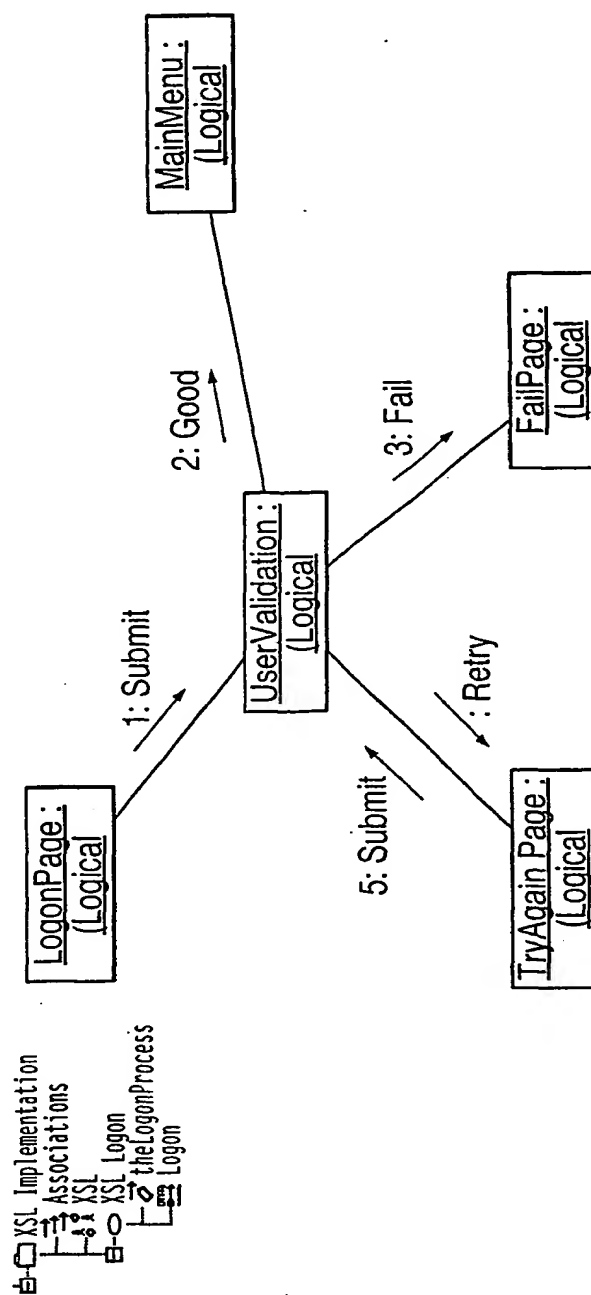 XSL Implementation
Associations
XSL
XSL Logon
theLogonProcess
Logon
LogonPage :
(Logical
1: Submit
UserValidation :
(Logical
2: Good
MainMenu :
(Logical
5: Submit
: Retry
3: Fail
TryAgain Page :
(Logical
FailPage :
(Logical